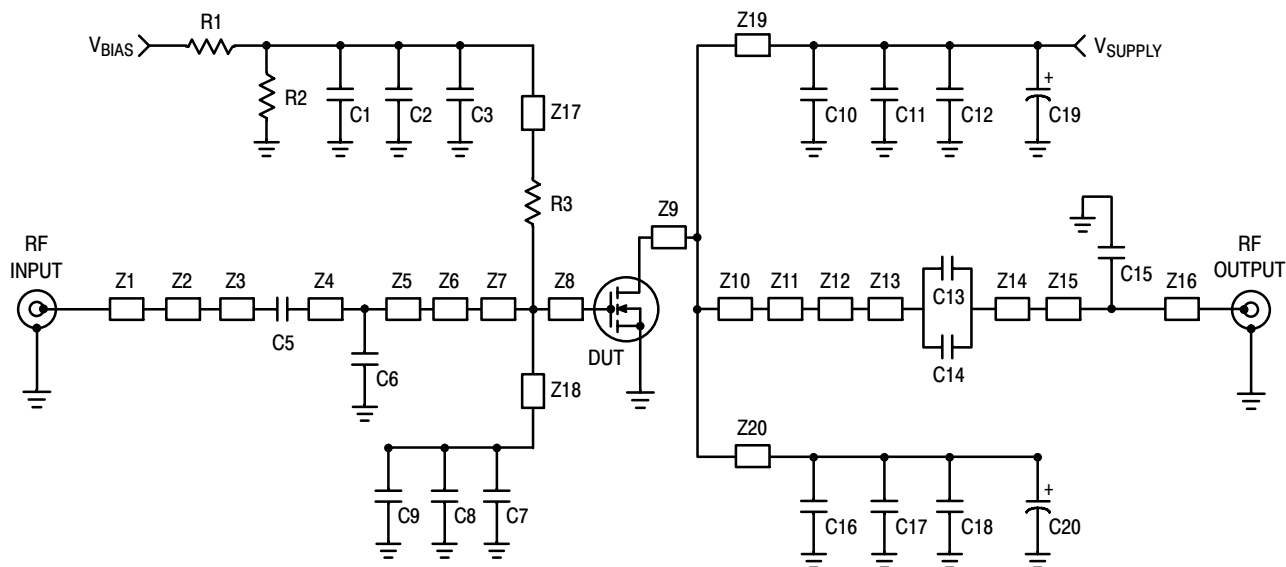 R1
Z19
V_BIAS
V_SUPPLY
R2
C1
C2
C3
Z17
C10
C11
C12
+
C19
R3
Z9
RF
INPUT
Z1
Z2
Z3
Z4
Z5
Z6
Z7
Z8
C5
C6
DUT
Z10
Z11
Z12
Z13
C13
C14
Z14
Z15
C15
Z16
RF
OUTPUT
Z18
Z20
C9
C8
C7
C16
C17
C18
+
C20